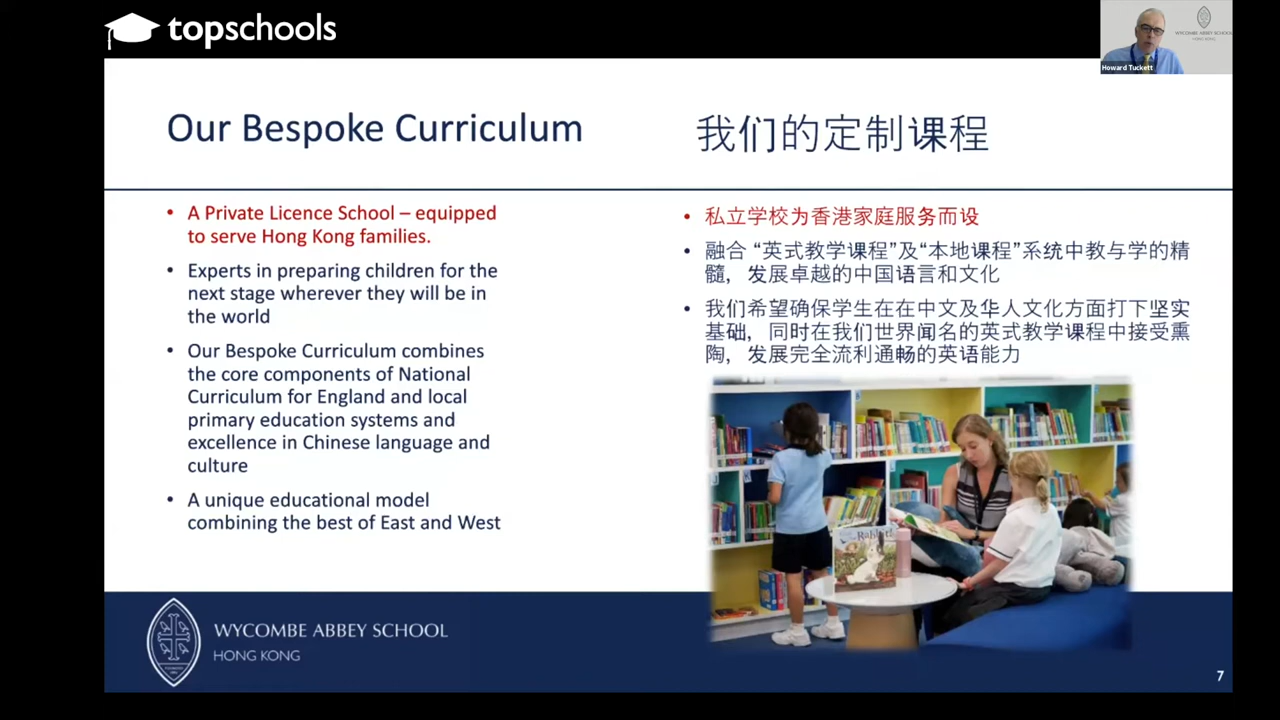 topschools
WYCOMBE ABBEY SCHOOL
HONG KONG
Howard Tuckett
Our Bespoke Curriculum
我们的定制课程
• A Private Licence School – equipped
to serve Hong Kong families.
• Experts in preparing children for the
next stage wherever they will be in
the world
• Our Bespoke Curriculum combines
the core components of National
Curriculum for England and local
primary education systems and
excellence in Chinese language and
culture
• A unique educational model
combining the best of East and West
• 私立学校为香港家庭服务而设
• 融合 “英式教学课程”及“本地课程”系统中教与学的精
髓，发展卓越的中国语言和文化
• 我们希望确保学生在在中文及华人文化方面打下坚实
基础，同时在我们世界闻名的英式教学课程中接受熏
陶，发展完全流利通畅的英语能力
Rabbit
WYCOMBE ABBEY SCHOOL
HONG KONG
7